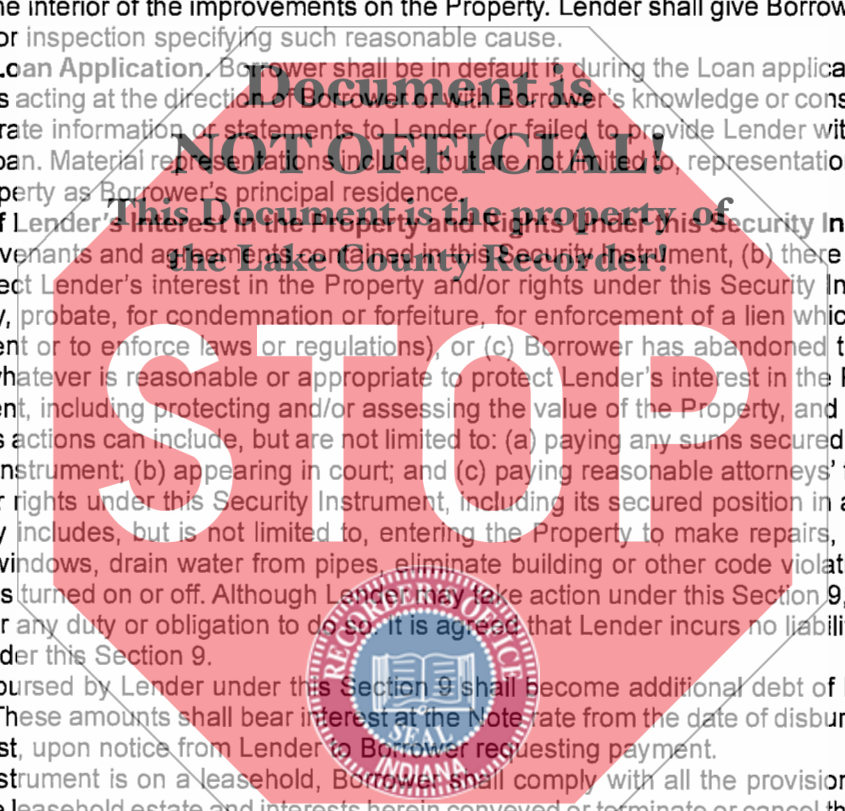 he interior of the improvements on the Property. Lender shall give Borrow
or inspection specifying such reasonable cause.
Loan Application. Borrower shall be in default if, during the Loan applica
s acting at the direction of Borrower or with Borrower's knowledge or cons
rate information or statements to Lender (or failed to provide Lender wit
oan. Material representations include, but are not limited to, representatio
perty as Borrower's principal residence.
f Lender's Interest in the Property and Rights Under this Security In
venants and agreements contained in this Security Instrument, (b) there
ect Lender's interest in the Property and/or rights under this Security In
y, probate, for condemnation or forfeiture, for enforcement of a lien whic
ent or to enforce laws or regulations), or (c) Borrower has abandoned t
hatever is reasonable or appropriate to protect Lender's interest in the P
ent, including protecting and/or assessing the value of the Property, and
s actions can include, but are not limited to: (a) paying any sums secured
nstrument; (b) appearing in court; and (c) paying reasonable attorneys' f
r rights under this Security Instrument, including its secured position in a
y includes, but is not limited to, entering the Property to make repairs,
windows, drain water from pipes, eliminate building or other code violat
s turned on or off. Although Lender may take action under this Section 9,
r any duty or obligation to do so. It is agreed that Lender incurs no liabili
der this Section 9.
bursed by Lender under this Section 9 shall become additional debt of
These amounts shall bear interest at the Note rate from the date of disbur
st, upon notice from Lender to Borrower requesting payment.
strument is on a leasehold, Borrower shall comply with all the provision
e leasehold estate and interests herein conveyed or terminate or cancel th
Document is
NOT OFFICIAL!
This Document is the property of
the Lake County Recorder!
STOP
RECORDER'S OFFICE
SEAL
INDIANA